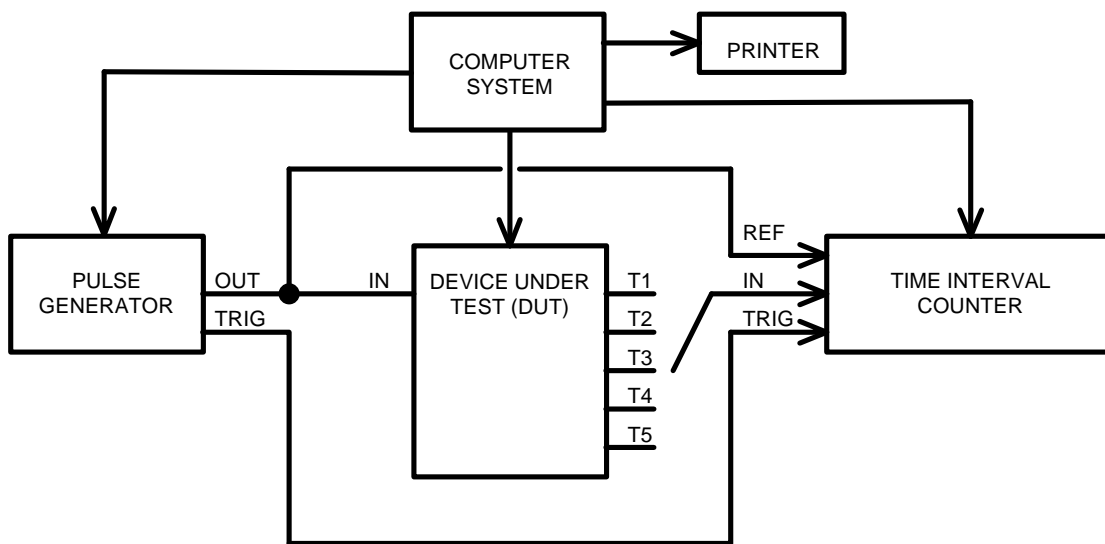 COMPUTER
SYSTEM
PRINTER
PULSE
GENERATOR
OUT
TRIG
IN
DEVICE UNDER
TEST (DUT)
T1
T2
T3
T4
T5
REF
IN
TRIG
TIME INTERVAL
COUNTER